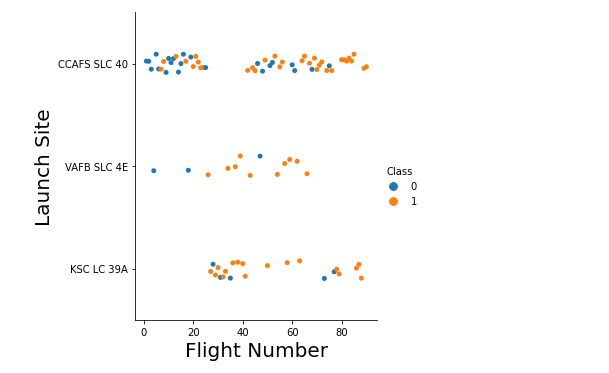 CCAFS SLC 40
VAFB SLC 4E
KSC LC 39A
Launch Site
0 20 40 60 80
Flight Number
Class
0
1